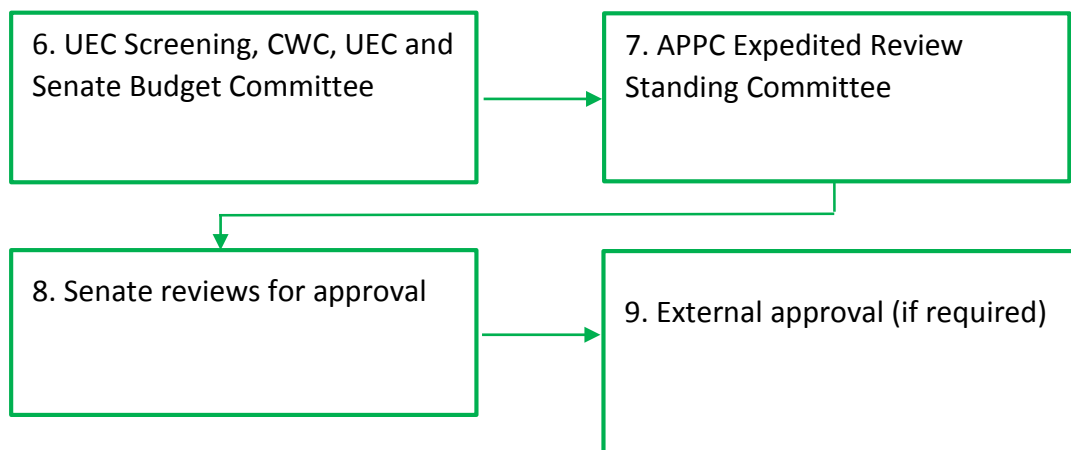 6. UEC Screening, CWC, UEC and
Senate Budget Committee
7. APPC Expedited Review
Standing Committee
8. Senate reviews for approval
9. External approval (if required)